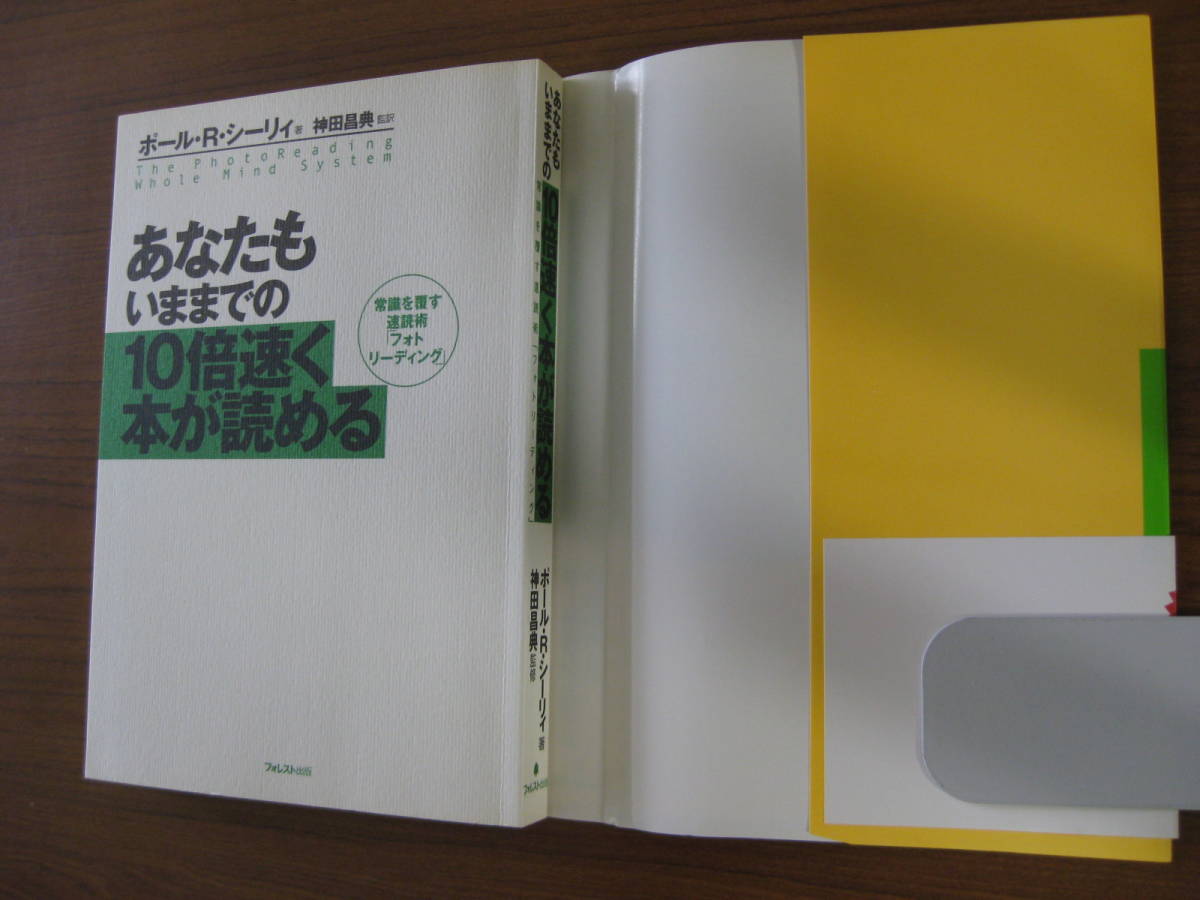 ポール・R・シーリィ著 神田昌典監訳
The PhotoReading
Whole Mind System
あなたも
いままでの
10倍速く
本が読める
常識を覆す
速読術
「フォト
リーディング」
フォレスト出版
あなたも
いままでの
10倍速く本が読める
常識を覆す速読術「フォトリーディング」
ポール・R・シーリィ 著
神田昌典 監修
フォレスト出版